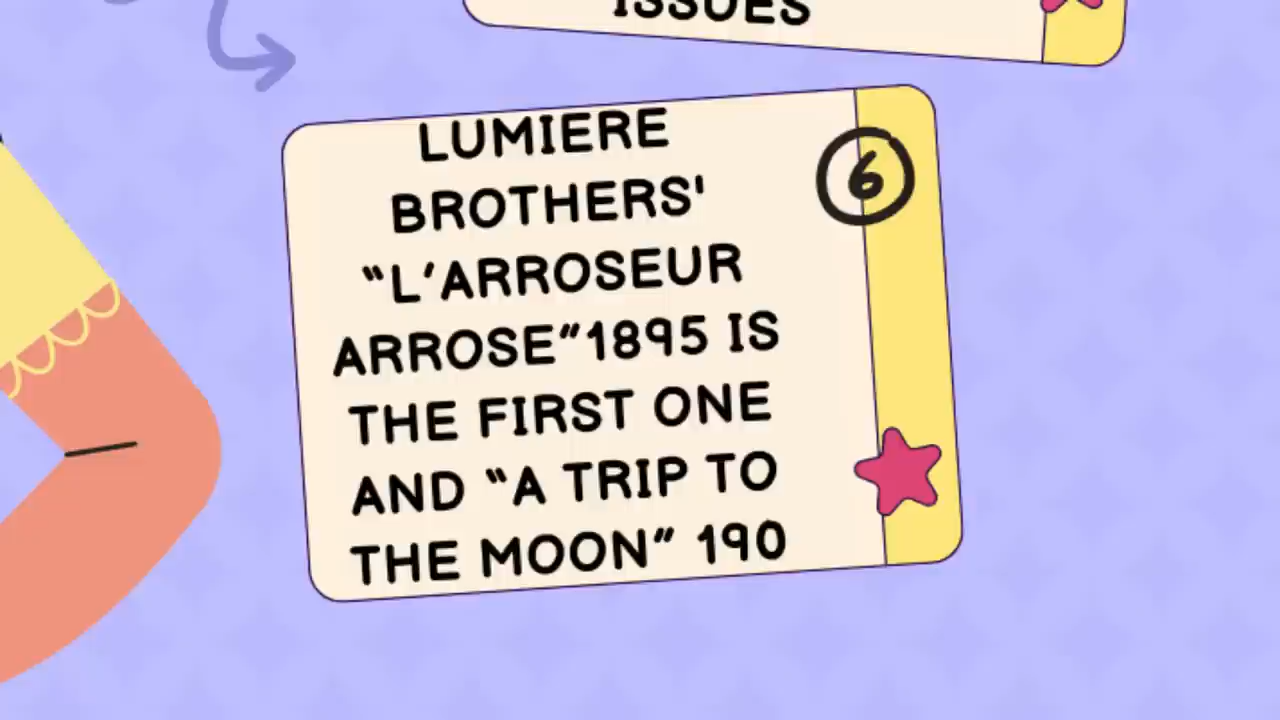 ISSUES
LUMIERE
BROTHERS'
“L’ARROSEUR
ARROSE”1895 IS
THE FIRST ONE
AND “A TRIP TO
THE MOON” 190
6